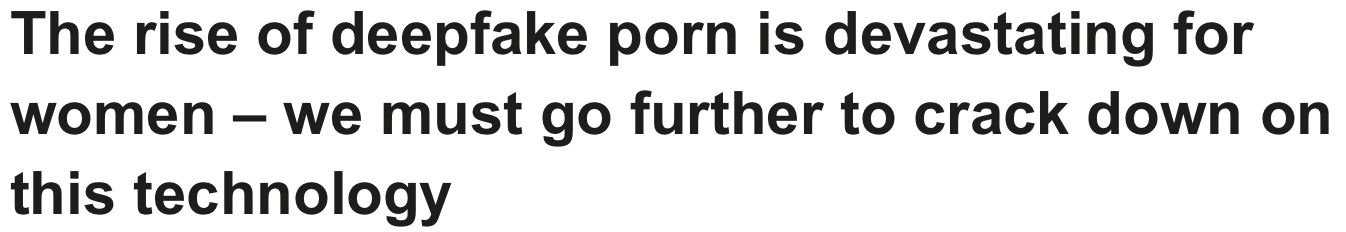 The rise of deepfake porn is devastating for
women – we must go further to crack down on
this technology